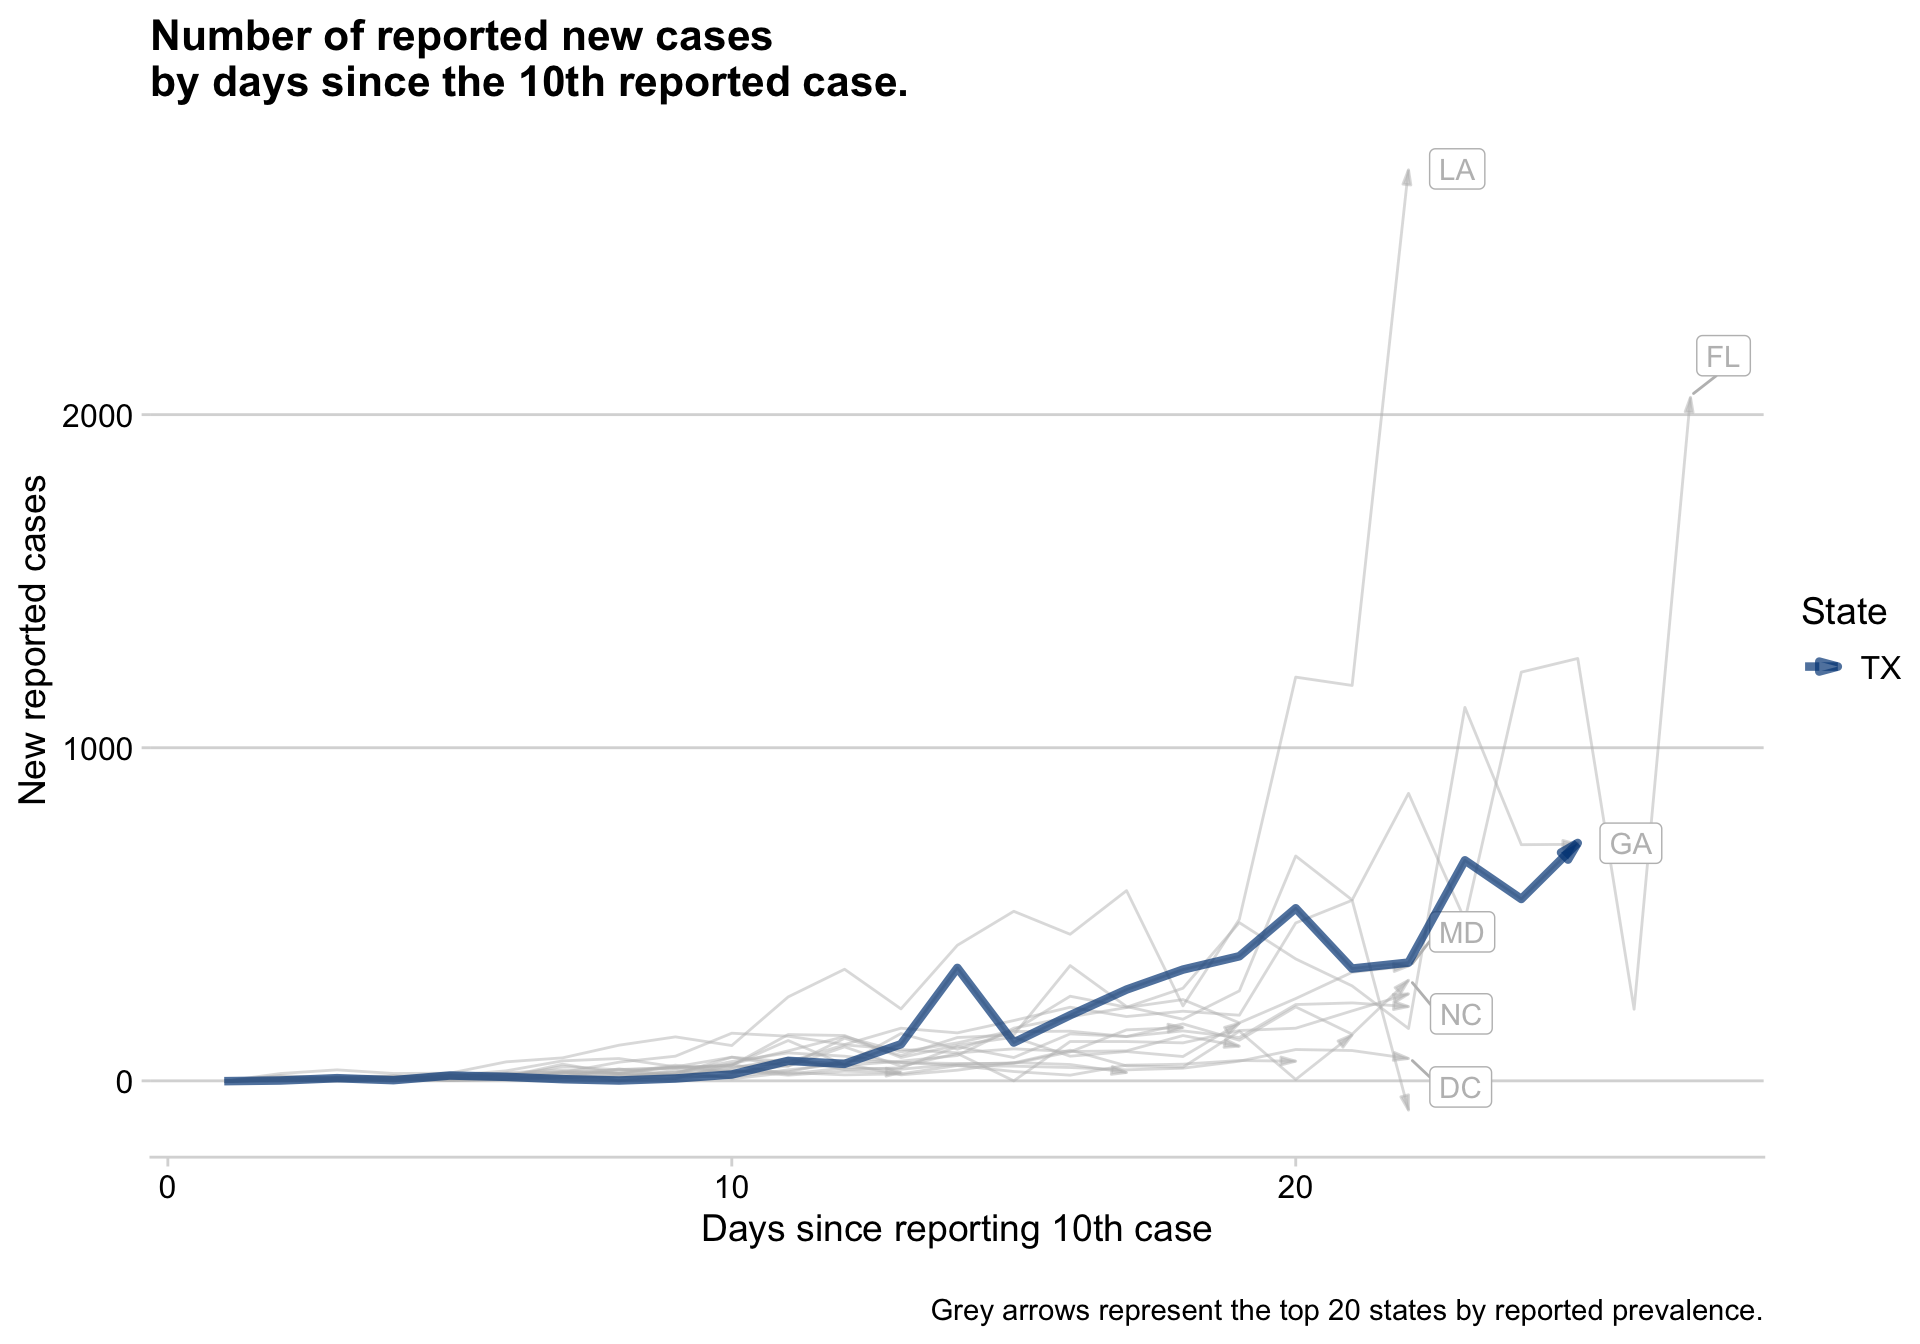 Number of reported new cases
by days since the 10th reported case.
LA
FL
2000
New reported cases
State
TX
1000
GA
MD
NC
0
DC
0
10
20
Days since reporting 10th case
Grey arrows represent the top 20 states by reported prevalence.